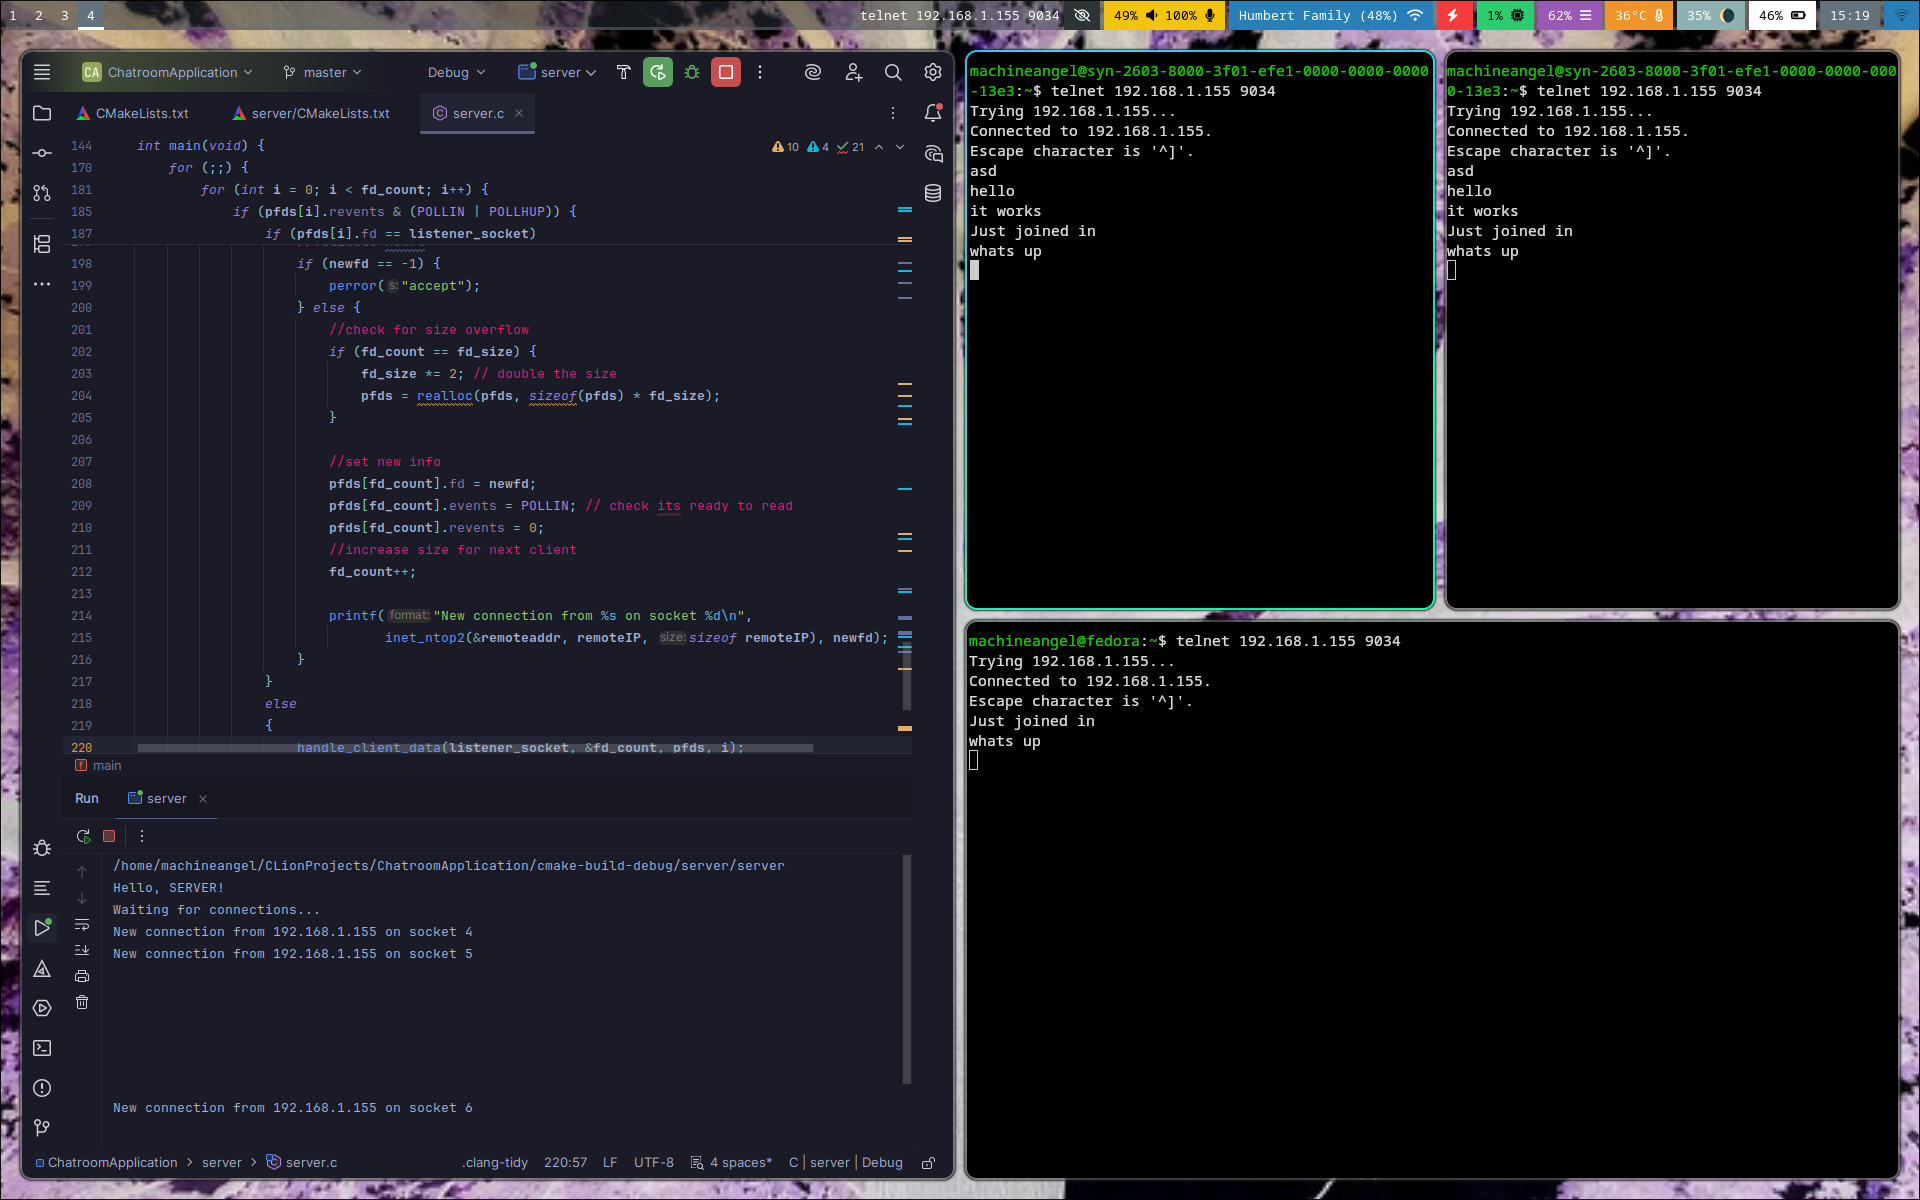 1 2 3 4 telnet 192.168.1.155 9034 49% 100% Humbert Family (48%) 1% 62% 36°C 35% 46% 15:19
CA ChatroomApplication master Debug server
CMakeLists.txt server/CMakeLists.txt server.c
10 4 21
144 int main(void) {
170 for (;;) {
181 for (int i = 0; i < fd_count; i++) {
185 if (pfds[i].revents & (POLLIN | POLLHUP)) {
187 if (pfds[i].fd == listener_socket)
198 if (newfd == -1) {
199 perror( s: "accept");
200 } else {
201 //check for size overflow
202 if (fd_count == fd_size) {
203 fd_size *= 2; // double the size
204 pfds = realloc(pfds, sizeof(pfds) * fd_size);
205 }
206
207 //set new info
208 pfds[fd_count].fd = newfd;
209 pfds[fd_count].events = POLLIN; // check its ready to read
210 pfds[fd_count].revents = 0;
211 //increase size for next client
212 fd_count++;
213
214 printf( format: "New connection from %s on socket %d\n",
215 inet_ntop2(&remoteaddr, remoteIP, size: sizeof remoteIP), newfd);
216 }
217 }
218 else
219 {
220 handle_client_data(listener_socket, &fd_count, pfds, i);
f main
Run server
/home/machineangel/CLionProjects/ChatroomApplication/cmake-build-debug/server/server
Hello, SERVER!
Waiting for connections...
New connection from 192.168.1.155 on socket 4
New connection from 192.168.1.155 on socket 5
New connection from 192.168.1.155 on socket 6
ChatroomApplication > server > server.c .clang-tidy 220:57 LF UTF-8 4 spaces* C | server | Debug
machineangel@syn-2603-8000-3f01-efe1-0000-0000-0000
-13e3:~$ telnet 192.168.1.155 9034
Trying 192.168.1.155...
Connected to 192.168.1.155.
Escape character is '^]'.
asd
hello
it works
Just joined in
whats up
machineangel@syn-2603-8000-3f01-efe1-0000-0000-000
0-13e3:~$ telnet 192.168.1.155 9034
Trying 192.168.1.155...
Connected to 192.168.1.155.
Escape character is '^]'.
asd
hello
it works
Just joined in
whats up
machineangel@fedora:~$ telnet 192.168.1.155 9034
Trying 192.168.1.155...
Connected to 192.168.1.155.
Escape character is '^]'.
Just joined in
whats up